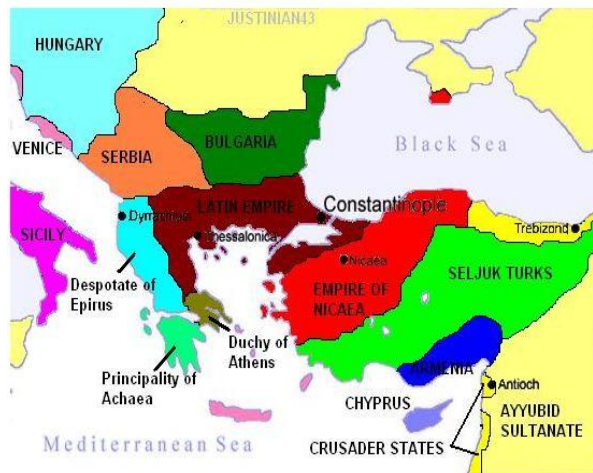 JUSTINIAN43
HUNGARY
VENICE
SERBIA
BULGARIA
Black Sea
Dyrrachium
LATIN EMPIRE
Constantinople
SICILY
Thessalonica
Trebizond
Nicaea
Despotate of
Epirus
EMPIRE OF
NICAEA
SELJUK TURKS
Duchy of
Athens
Principality of
Achaea
ARMENIA
Antioch
CHYPRUS
AYYUBID
SULTANATE
Mediterranean Sea
CRUSADER STATES